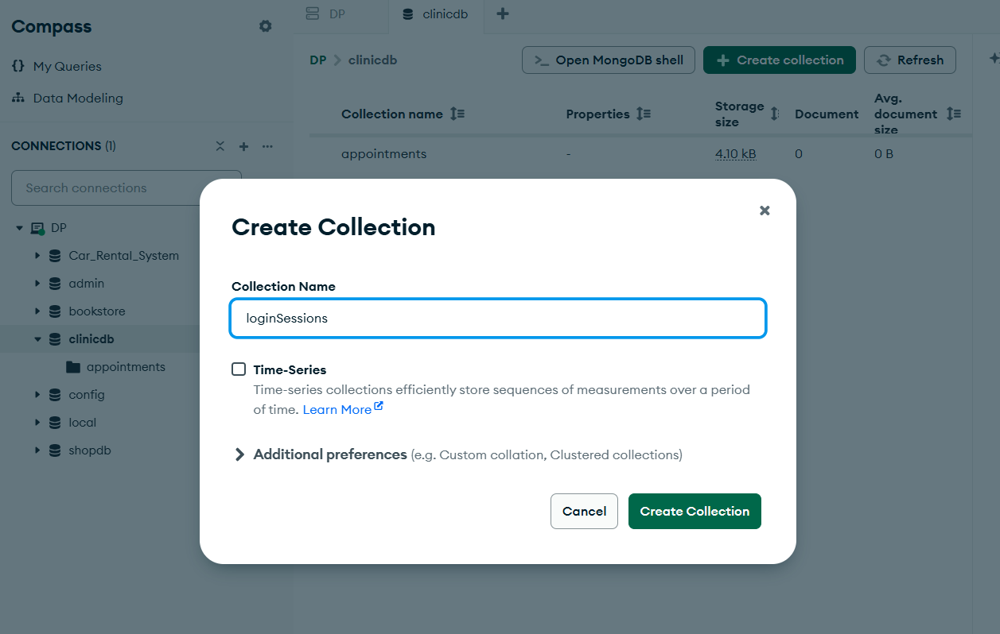 Compass
My Queries
Data Modeling
CONNECTIONS (1)
Search connections
DP
Car_Rental_System
admin
bookstore
clinicdb
appointments
config
local
shopdb
DP
clinicdb
DP
clinicdb
Open MongoDB shell
Create collection
Refresh
Collection name
Properties
Storage
size
Document
Avg.
document
size
appointments
-
4.10 kB
0
0 B
Create Collection
Collection Name
loginSessions
Time-Series
Time-series collections efficiently store sequences of measurements over a period
of time. Learn More
Additional preferences (e.g. Custom collation, Clustered collections)
Cancel
Create Collection